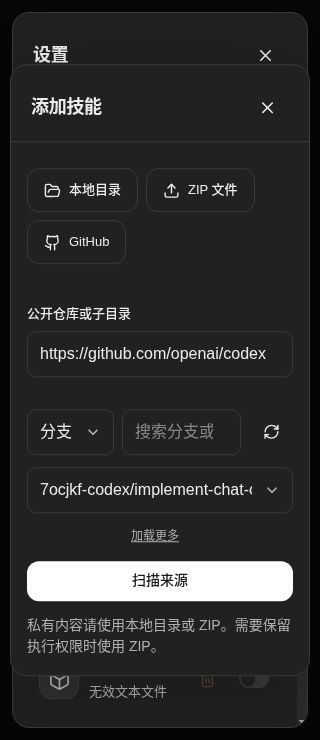 设置
添加技能
本地目录
ZIP 文件
GitHub
公开仓库或子目录
https://github.com/openai/codex
分支
搜索分支或
7ocjkf-codex/implement-chat-c
加载更多
扫描来源
私有内容请使用本地目录或 ZIP。需要保留
执行权限时使用 ZIP。
无效文本文件